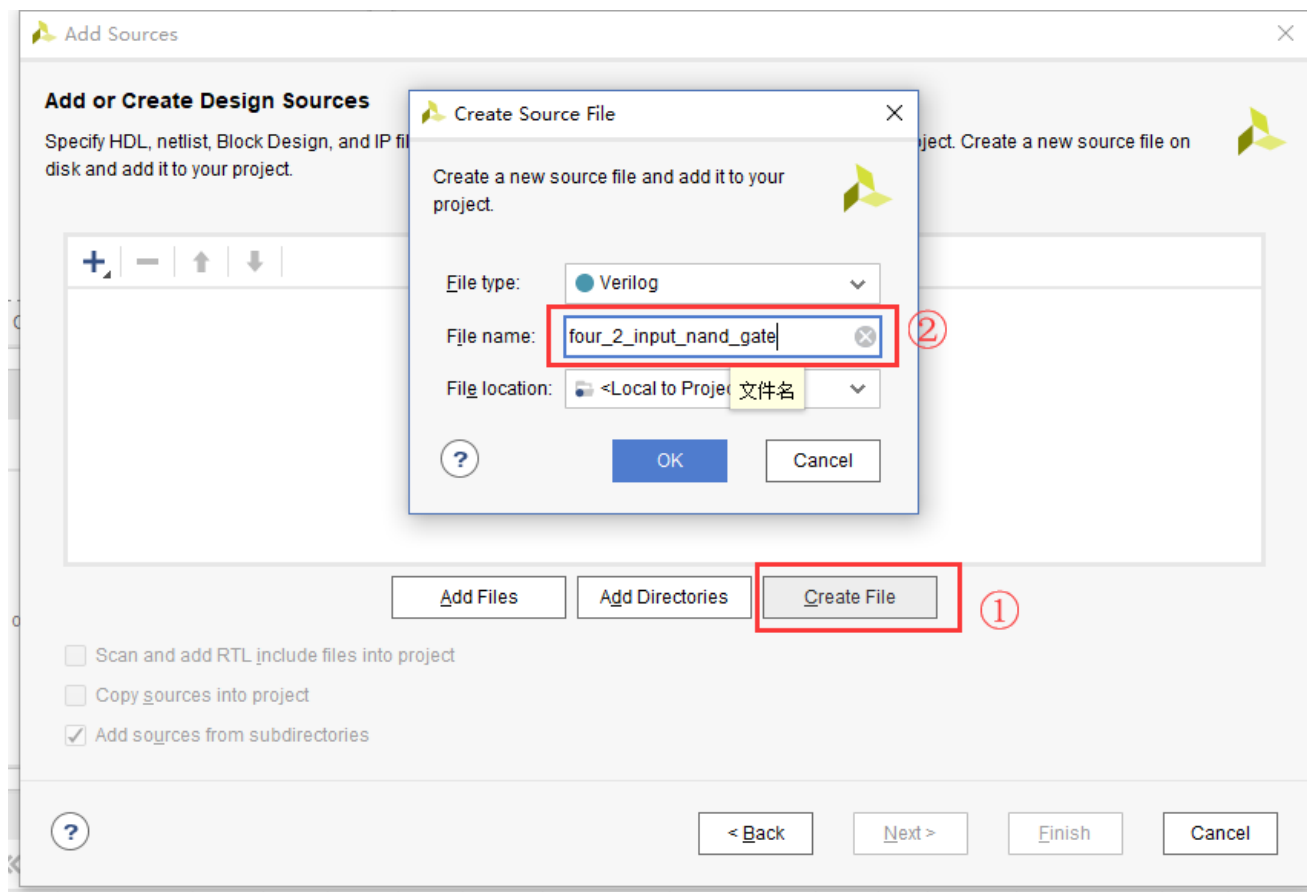 Add Sources
Add or Create Design Sources
Specify HDL, netlist, Block Design, and IP fil
ject. Create a new source file on
disk and add it to your project.
Create Source File
Create a new source file and add it to your
project.
File type:
Verilog
File name:
four_2_input_nand_gate
②
File location:
<Local to Projec
文件名
?
OK
Cancel
Add Files
Add Directories
Create File
①
Scan and add RTL include files into project
Copy sources into project
Add sources from subdirectories
?
< Back
Next >
Finish
Cancel